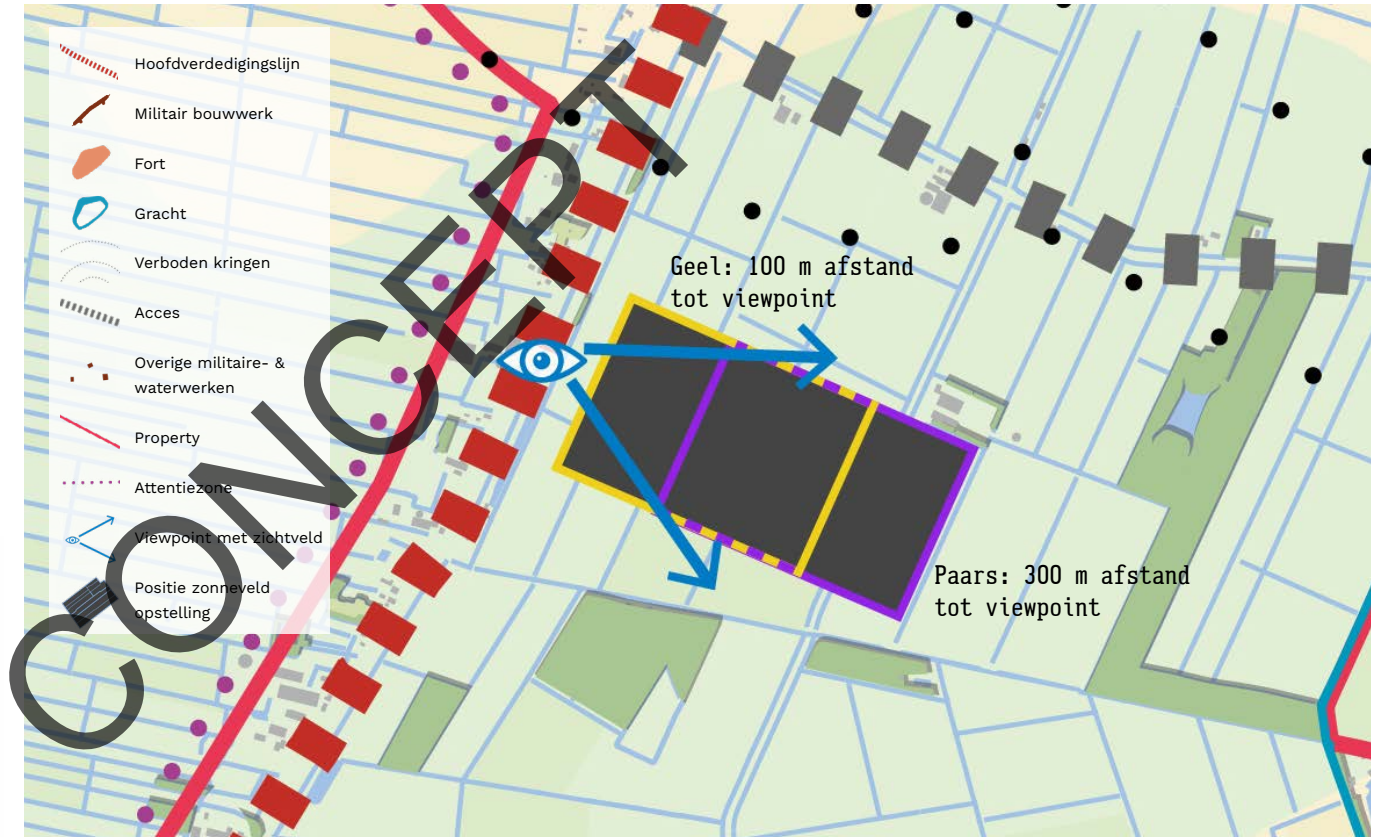 Hoofdverdedigingslijn
Militair bouwwerk
Fort
Gracht
Verboden kringen
Acces
Overige militaire- &
waterwerken
Property
Attentiezone
Viewpoint met zichtveld
Positie zonneveld
opstelling
CONCERT
Geel: 100 m afstand
tot viewpoint
Paars: 300 m afstand
tot viewpoint